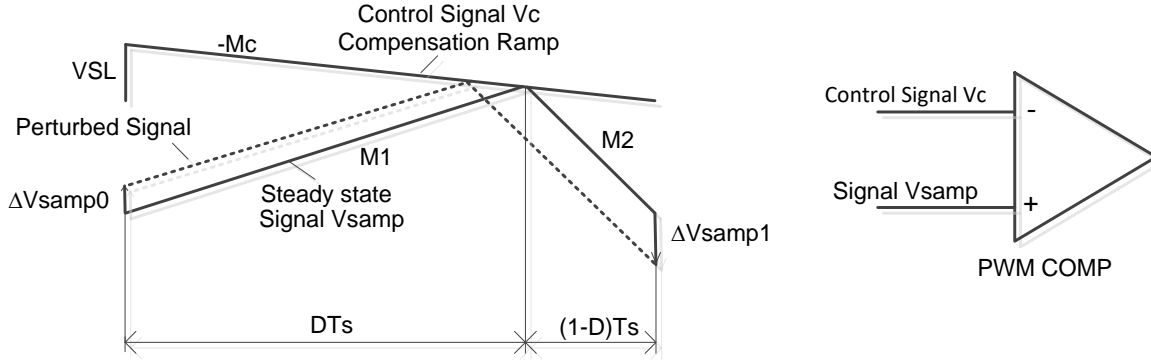 Control Signal Vc
Compensation Ramp
-Mc
VSL
Perturbed Signal
M1
M2
Steady state
Signal Vsamp
ΔVsamp0
ΔVsamp1
DTs
(1-D)Ts
Control Signal Vc
-
Signal Vsamp
+
PWM COMP